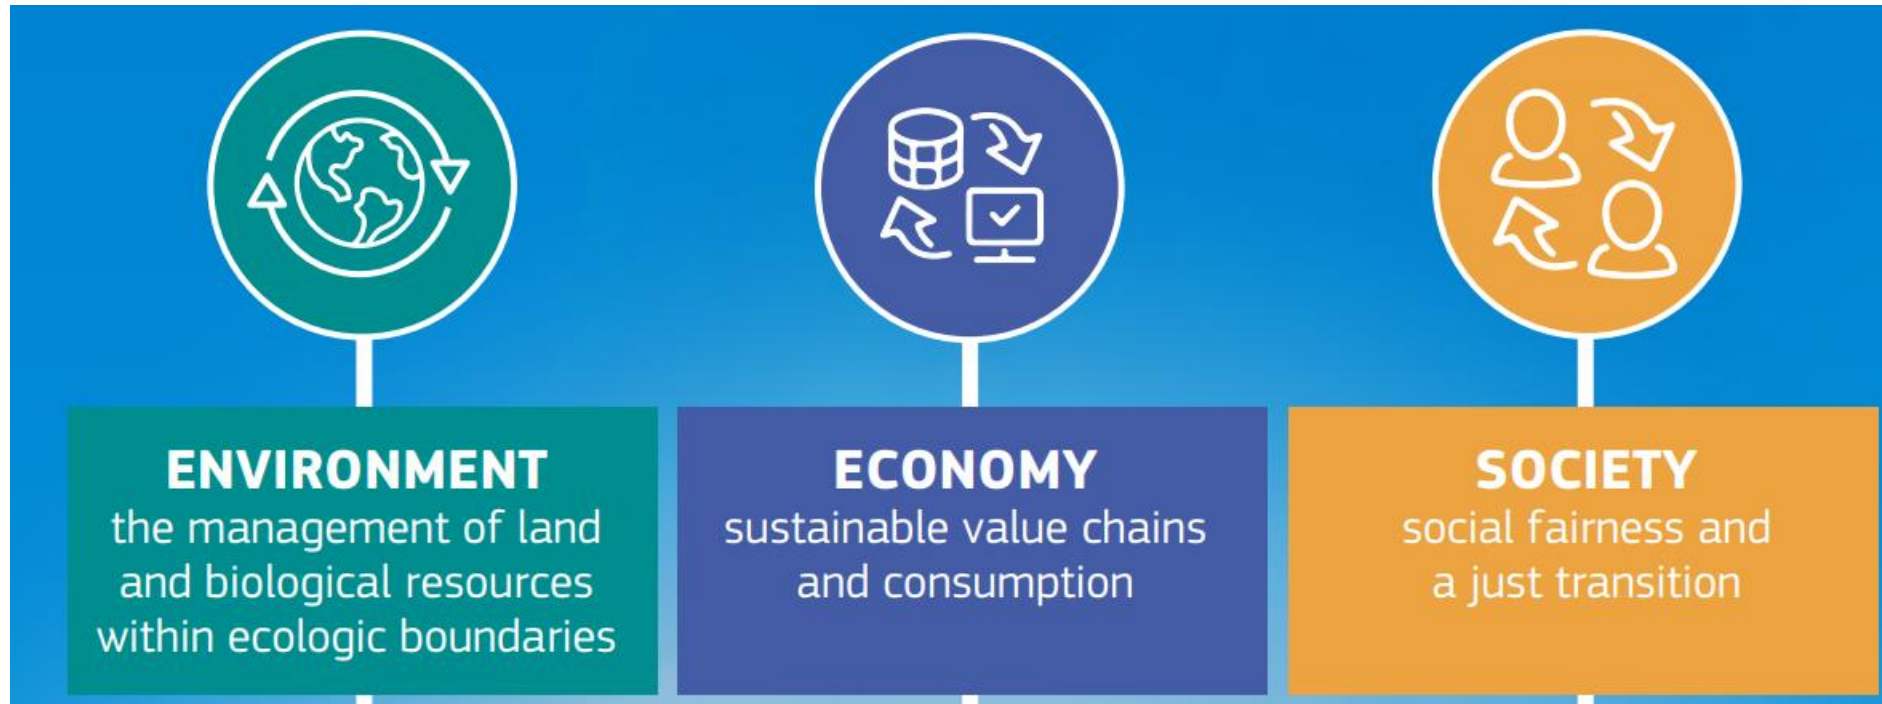 ENVIRONMENT
the management of land
and biological resources
within ecologic boundaries
ECONOMY
sustainable value chains
and consumption
SOCIETY
social fairness and
a just transition